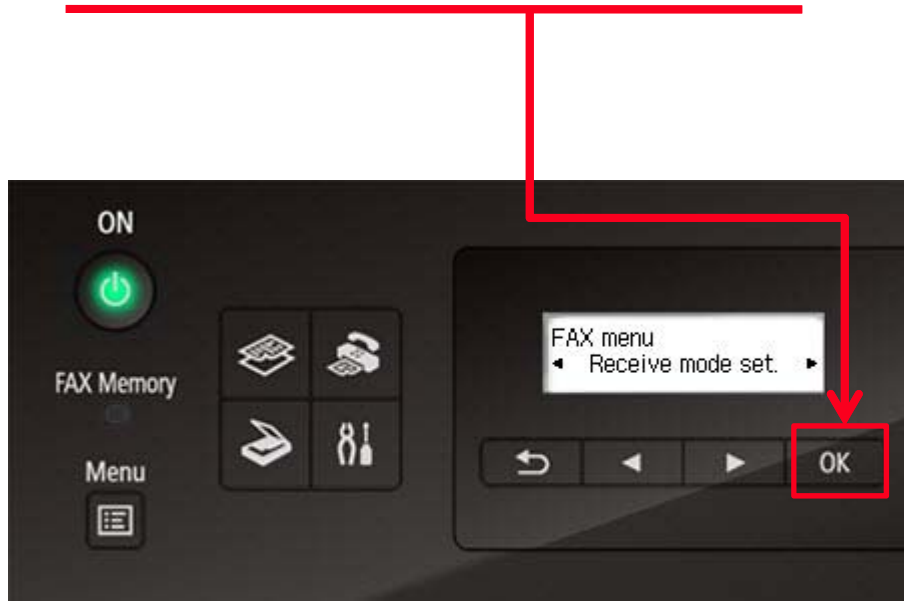 ON
FAX Memory
Menu
FAX menu
Receive mode set.
OK